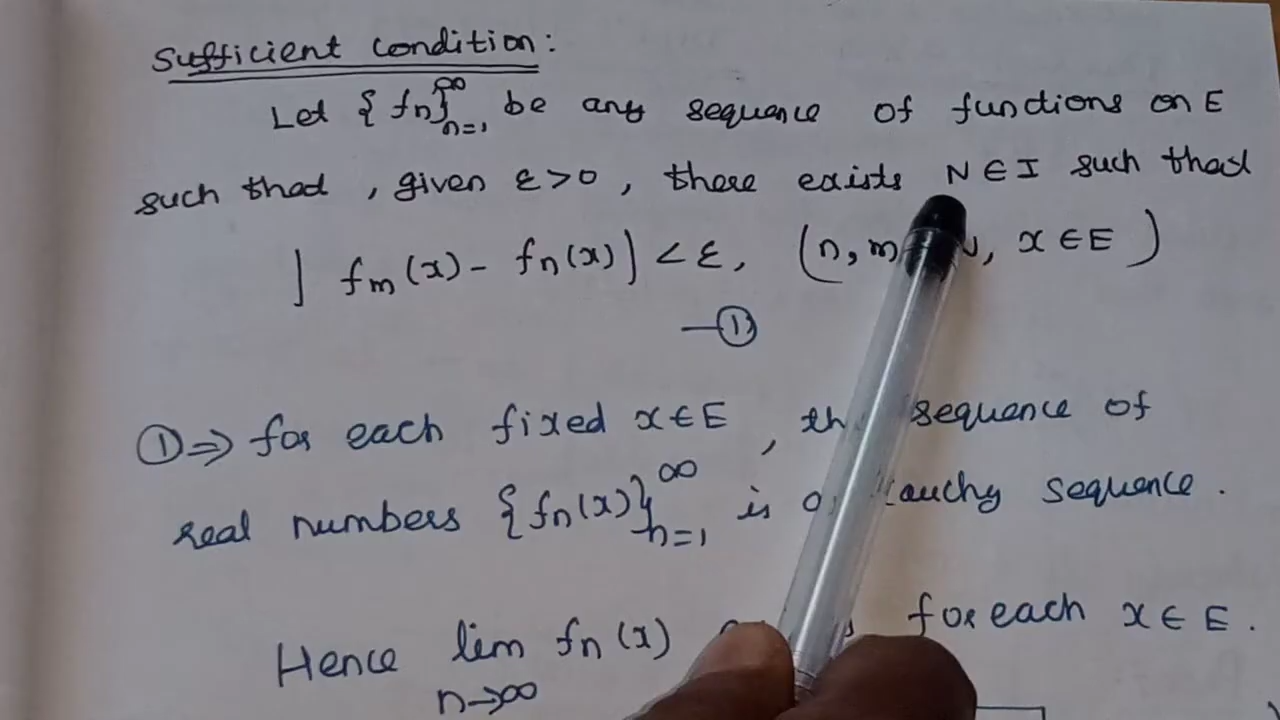 Sufficient condition:
Let {fn}∞n=1 be any sequence of functions on E
such that, given ε>0, there exists N∈I such that
| fm(x) - fn(x)| <ε, (n, m , x∈E)
—①
①⇒ for each fixed x∈E, sequence of
real numbers {fn(x)}∞n=1 is sequence.
Hence lim fn(x) for each x∈E.
n→∞